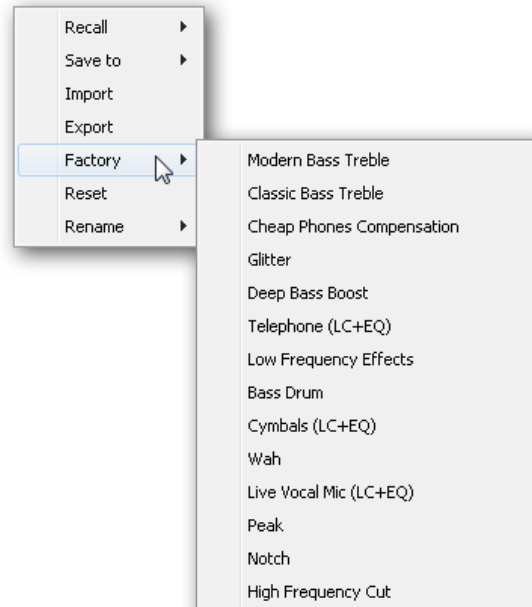 Recall
Save to
Import
Export
Factory
Reset
Rename
Modern Bass Treble
Classic Bass Treble
Cheap Phones Compensation
Glitter
Deep Bass Boost
Telephone (LC+EQ)
Low Frequency Effects
Bass Drum
Cymbals (LC+EQ)
Wah
Live Vocal Mic (LC+EQ)
Peak
Notch
High Frequency Cut